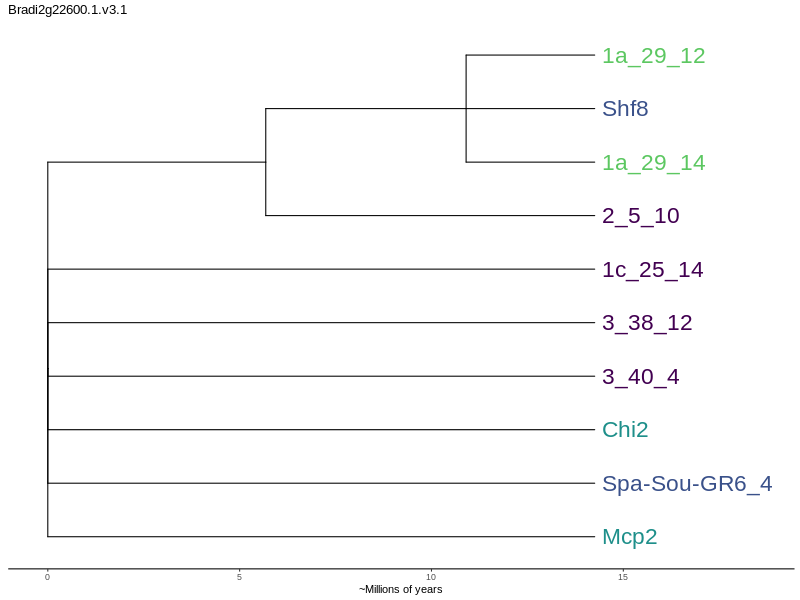 Bradi2g22600.1.v3.1
1a_29_12
Shf8
1a_29_14
2_5_10
1c_25_14
3_38_12
3_40_4
Chi2
Spa-Sou-GR6_4
Mcp2
0 5 10 15
~Millions of years